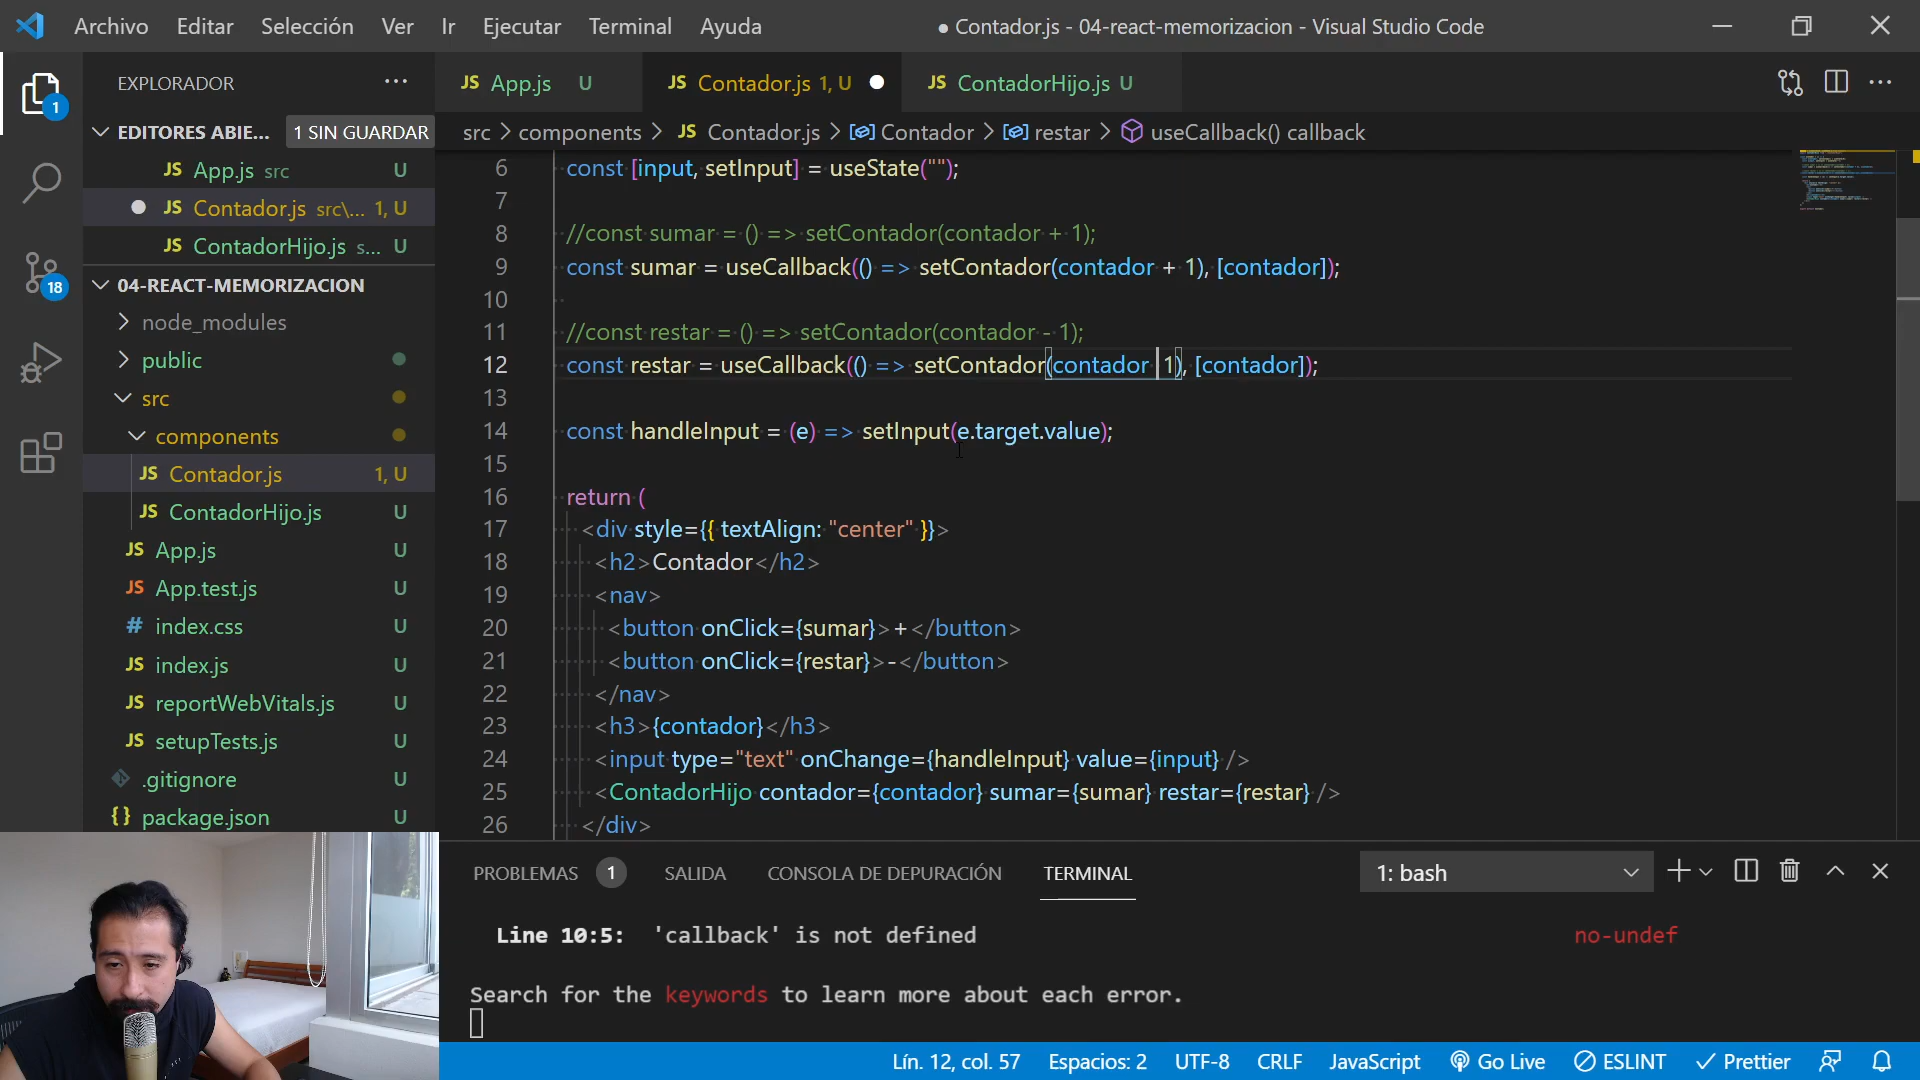 Archivo Editar Selección Ver Ir Ejecutar Terminal Ayuda
● Contador.js - 04-react-memorizacion - Visual Studio Code
EXPLORADOR
JS App.js U
JS Contador.js 1, U
JS ContadorHijo.js U
EDITORES ABIE... 1 SIN GUARDAR
src > components > JS Contador.js > Contador > restar > useCallback() callback
JS App.js src U
JS Contador.js src\... 1, U
JS ContadorHijo.js s... U
04-REACT-MEMORIZACION
node_modules
public
src
components
JS Contador.js 1, U
JS ContadorHijo.js U
JS App.js U
JS App.test.js U
# index.css U
JS index.js U
JS reportWebVitals.js U
JS setupTests.js U
.gitignore U
{} package.json U
1
18
6 const [input, setInput] = useState("");
7
8 //const sumar = () => setContador(contador + 1);
9 const sumar = useCallback(() => setContador(contador + 1), [contador]);
10
11 //const restar = () => setContador(contador - 1);
12 const restar = useCallback(() => setContador(contador 1), [contador]);
13
14 const handleInput = (e) => setInput(e.target.value);
15
16 return (
17 <div style={{ textAlign: "center" }}>
18 <h2>Contador</h2>
19 <nav>
20 <button onClick={sumar}>+</button>
21 <button onClick={restar}>-</button>
22 </nav>
23 <h3>{contador}</h3>
24 <input type="text" onChange={handleInput} value={input} />
25 <ContadorHijo contador={contador} sumar={sumar} restar={restar} />
26 </div>
PROBLEMAS 1 SALIDA CONSOLA DE DEPURACIÓN TERMINAL 1: bash
Line 10:5: 'callback' is not defined no-undef
Search for the keywords to learn more about each error.
Lín. 12, col. 57 Espacios: 2 UTF-8 CRLF JavaScript Go Live ESLINT Prettier